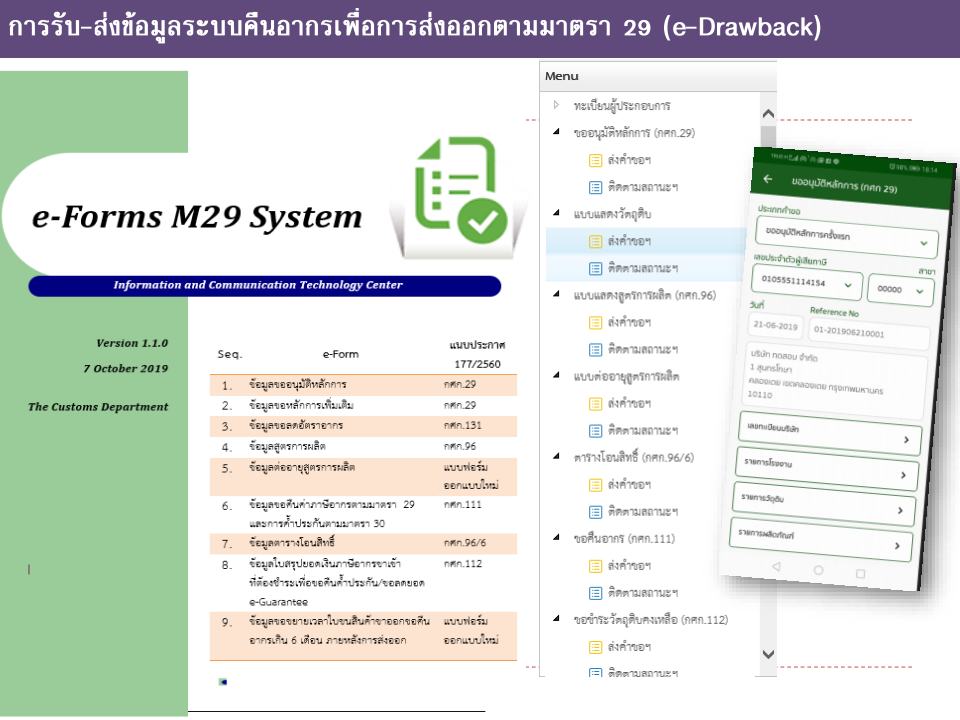 การรับ-ส่งข้อมูลระบบคืนอากรเพื่อการส่งออกตามมาตรา 29 (e-Drawback)
e-Forms M29 System
Information and Communication Technology Center
Version 1.1.0
7 October 2019
The Customs Department
Seq. e-Form แนบประกาศ
177/2560
1. ข้อมูลขออนุมัติหลักการ กศก.29
2. ข้อมูลขอหลักการเพิ่มเติม กศก.29
3. ข้อมูลขอลดอัตราอากร กศก.131
4. ข้อมูลสูตรการผลิต กศก.96
5. ข้อมูลต่ออายุสูตรการผลิต แบบฟอร์ม
ออกแบบใหม่
6. ข้อมูลขอคืนค่าภาษีอากรตามมาตรา 29 กศก.111
และการค้ำประกันตามมาตรา 30
7. ข้อมูลตารางโอนสิทธิ์ กศก.96/6
8. ข้อมูลใบสรุปยอดเงินภาษีอากรขาเข้า กศก.112
ที่ต้องชำระเพื่อขอคืนค้ำประกัน/ขอลดยอด
e-Guarantee
9. ข้อมูลขอขยายเวลาใบขนสินค้าขาออกขอคืน แบบฟอร์ม
อากรเกิน 6 เดือน ภายหลังการส่งออก ออกแบบใหม่
Menu
ทะเบียนผู้ประกอบการ
ขออนุมัติหลักการ (กศก.29)
ส่งคำขอฯ
ติดตามสถานะฯ
แบบแสดงวัตถุดิบ
ส่งคำขอฯ
ติดตามสถานะฯ
แบบแสดงสูตรการผลิต (กศก.96)
ส่งคำขอฯ
ติดตามสถานะฯ
แบบต่ออายุสูตรการผลิต
ส่งคำขอฯ
ติดตามสถานะฯ
ตารางโอนสิทธิ์ (กศก.96/6)
ส่งคำขอฯ
ติดตามสถานะฯ
ขอคืนอากร (กศก.111)
ส่งคำขอฯ
ติดตามสถานะฯ
ขอชำระวัตถุดิบคงเหลือ (กศก.112)
ส่งคำขอฯ
ติดตามสถานะฯ
18:14
ขออนุมัติหลักการ (กศก 29)
ประเภทคำขอ
ขออนุมัติหลักการครั้งแรก
เลขประจำตัวผู้เสียภาษี สาขา
0105551114154 00000
วันที่ Reference No
21-06-2019 01-201906210001
บริษัท ทดสอบ จำกัด
1 สุนทรโกษา
คลองเตย เขตคลองเตย กรุงเทพมหานคร
10110
เลขทะเบียนบริษัท
รายการโรงงาน
รายการวัตถุดิบ
รายการผลิตภัณฑ์